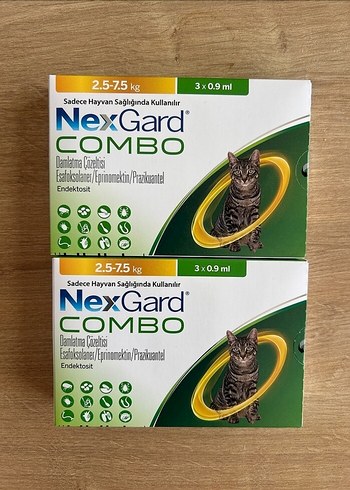 2.5-7.5 kg 3 x 0.9 ml
Sadece Hayvan Sağlığında Kullanılır
NexGard®
COMBO
Damlatma Çözeltisi
Esafoksolaner/Eprinomektin/Prazikuantel
Endektosit
2.5-7.5 kg 3 x 0.9 ml
Sadece Hayvan Sağlığında Kullanılır
NexGard®
COMBO
Damlatma Çözeltisi
Esafoksolaner/Eprinomektin/Prazikuantel
Endektosit